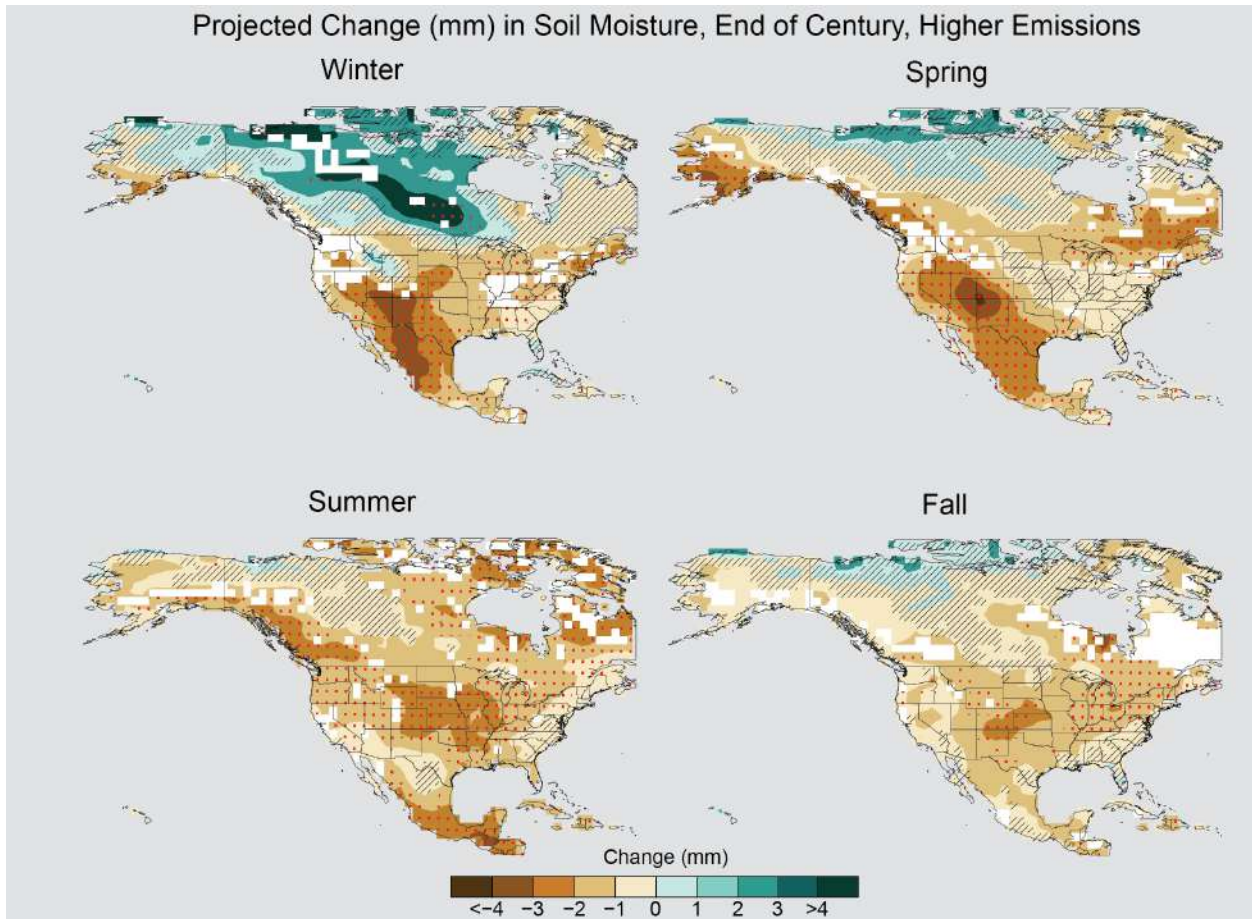 Projected Change (mm) in Soil Moisture, End of Century, Higher Emissions
Winter
Spring
Summer
Fall
Change (mm)
<−4 −3 −2 −1 0 1 2 3 >4